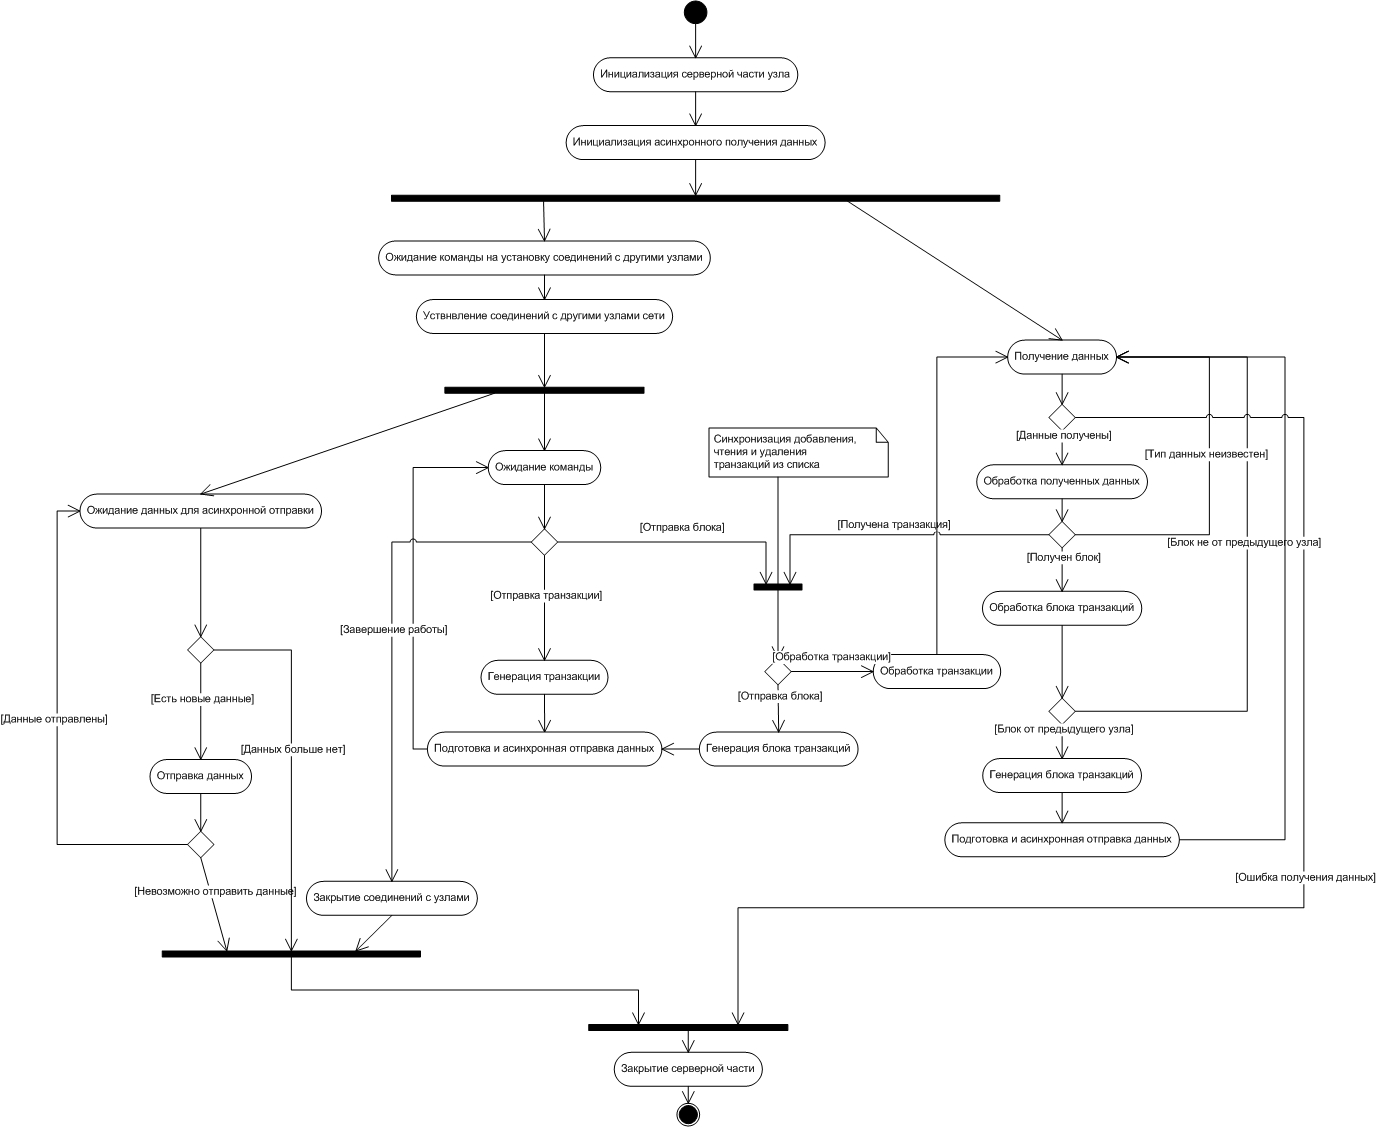 Инициализация серверной части узла
Инициализация асинхронного получения данных
Ожидание команды на установку соединений с другими узлами
Уствнвление соединений с другими узлами сети
Получение данных
[Данные получены]
Синхронизация добавления,
чтения и удаления
транзакций из списка
[Тип данных неизвестен]
Ожидание команды
Обработка полученных данных
Ожидание данных для асинхронной отправки
[Отправка блока]
[Получена транзакция]
[Блок не от предыдущего узла]
[Получен блок]
[Отправка транзакции]
Обработка блока транзакций
[Завершение работы]
[Обработка транзакции]
Обработка транзакции
Генерация транзакции
[Есть новые данные]
[Отправка блока]
[Данные отправлены]
[Блок от предыдущего узла]
[Данных больше нет]
Подготовка и асинхронная отправка данных
Генерация блока транзакций
Отправка данных
Генерация блока транзакций
Подготовка и асинхронная отправка данных
[Ошибка получения данных]
[Невозможно отправить данные]
Закрытие соединений с узлами
Закрытие серверной части